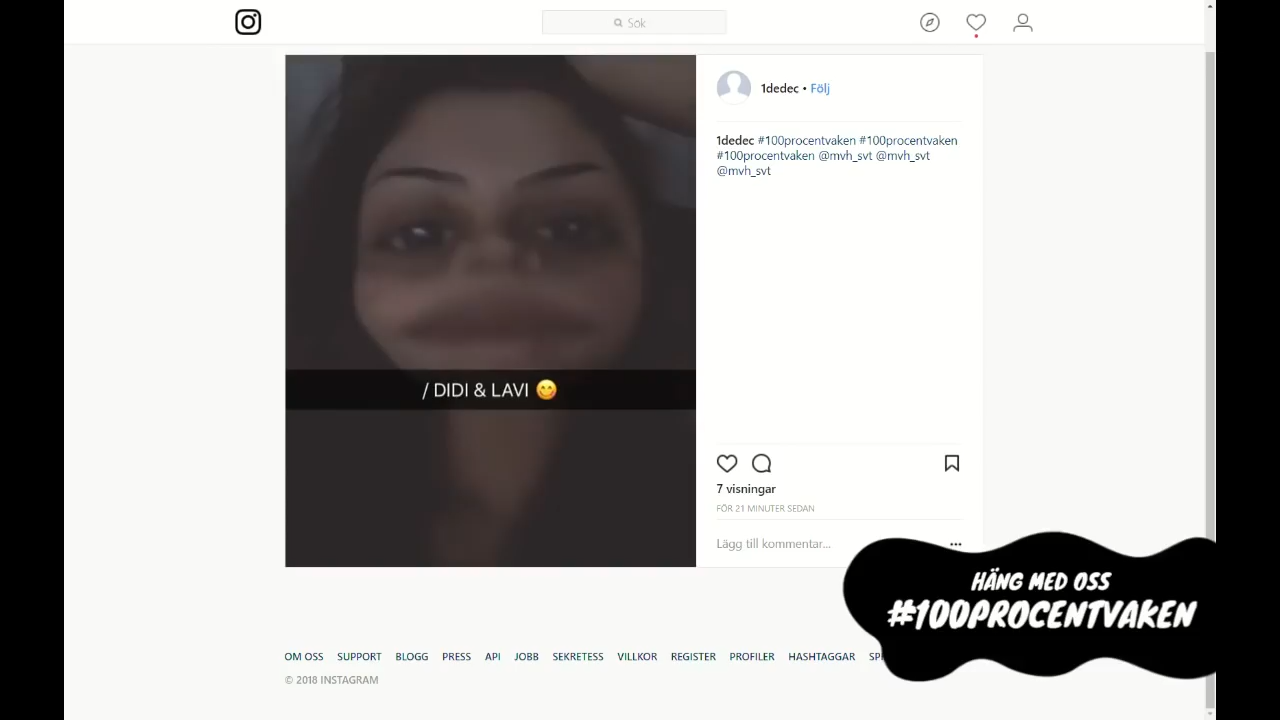 Sök
1dedec • Följ
1dedec #100procentvaken #100procentvaken
#100procentvaken @mvh_svt @mvh_svt
@mvh_svt
/ DIDI & LAVI 😋
7 visningar
FÖR 21 MINUTER SEDAN
Lägg till kommentar...
HÄNG MED OSS
#100PROCENTVAKEN
OM OSS SUPPORT BLOGG PRESS API JOBB SEKRETESS VILLKOR REGISTER PROFILER HASHTAGGAR
© 2018 INSTAGRAM